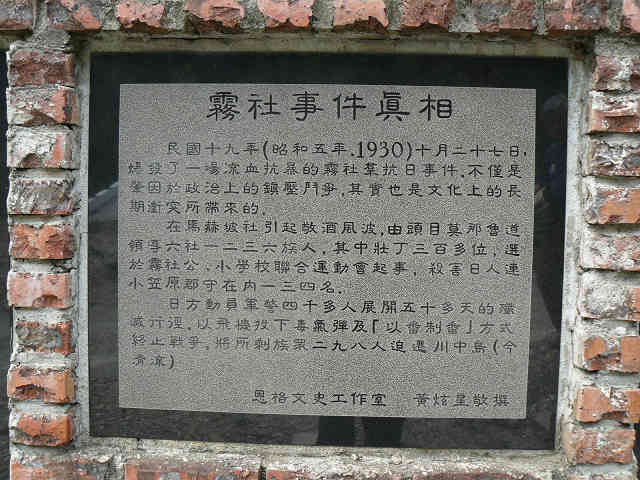 霧社事件真相
民國十九年(昭和五年.1930)十月二十七日,
爆發了一場流血抗暴的霧社羣抗日事件。不僅是
肇因於政治上的鎮壓鬥爭,其實也是文化上的長
期衝突所帶來的。
在馬赫坡社引起敬酒風波,由頭目莫那魯道
領導六社一二三六族人,其中壯丁三百多位,選
於霧社公、小學校聯合運動會起事,殺害日人連
小笠原郡守在內一三四名。
日方動員軍警四千多人展開五十多天的殲
滅行逕,以飛機投下毒氣彈及「以番制番」方式
終止戰爭,將所剩族眾二九八人迫遷川中島(今
清流)
恩格文史工作室 黃炫星敬撰